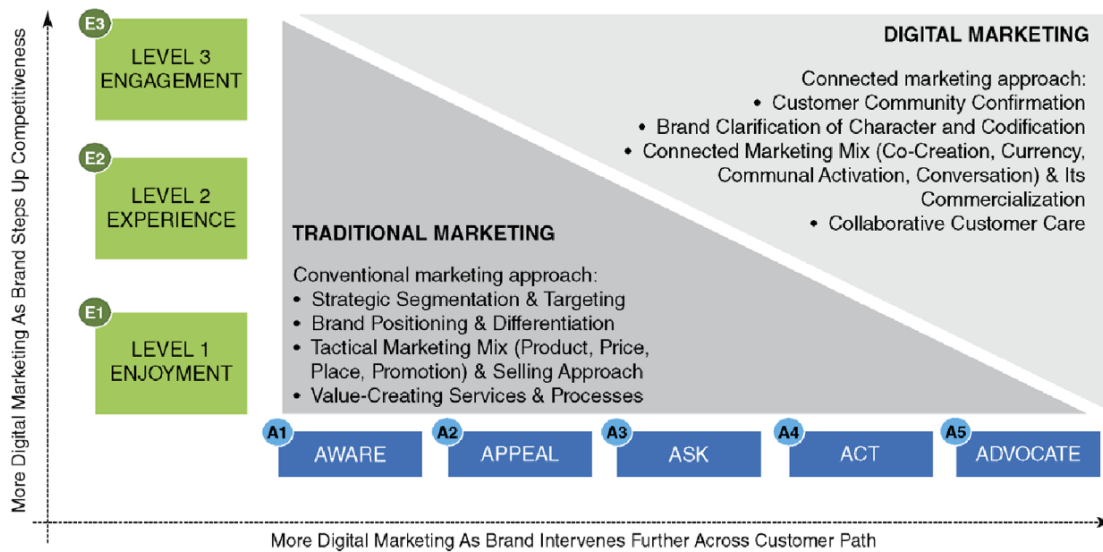 More Digital Marketing As Brand Steps Up Competitiveness
E3
LEVEL 3
ENGAGEMENT
E2
LEVEL 2
EXPERIENCE
E1
LEVEL 1
ENJOYMENT
DIGITAL MARKETING
Connected marketing approach:
• Customer Community Confirmation
• Brand Clarification of Character and Codification
• Connected Marketing Mix (Co-Creation, Currency,
Communal Activation, Conversation) & Its
Commercialization
• Collaborative Customer Care
TRADITIONAL MARKETING
Conventional marketing approach:
• Strategic Segmentation & Targeting
• Brand Positioning & Differentiation
• Tactical Marketing Mix (Product, Price,
Place, Promotion) & Selling Approach
• Value-Creating Services & Processes
A1
AWARE
A2
APPEAL
A3
ASK
A4
ACT
A5
ADVOCATE
More Digital Marketing As Brand Intervenes Further Across Customer Path